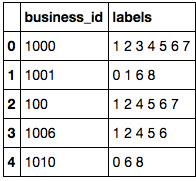 business_id labels
0 1000 1 2 3 4 5 6 7
1 1001 0 1 6 8
2 100 1 2 4 5 6 7
3 1006 1 2 4 5 6
4 1010 0 6 8